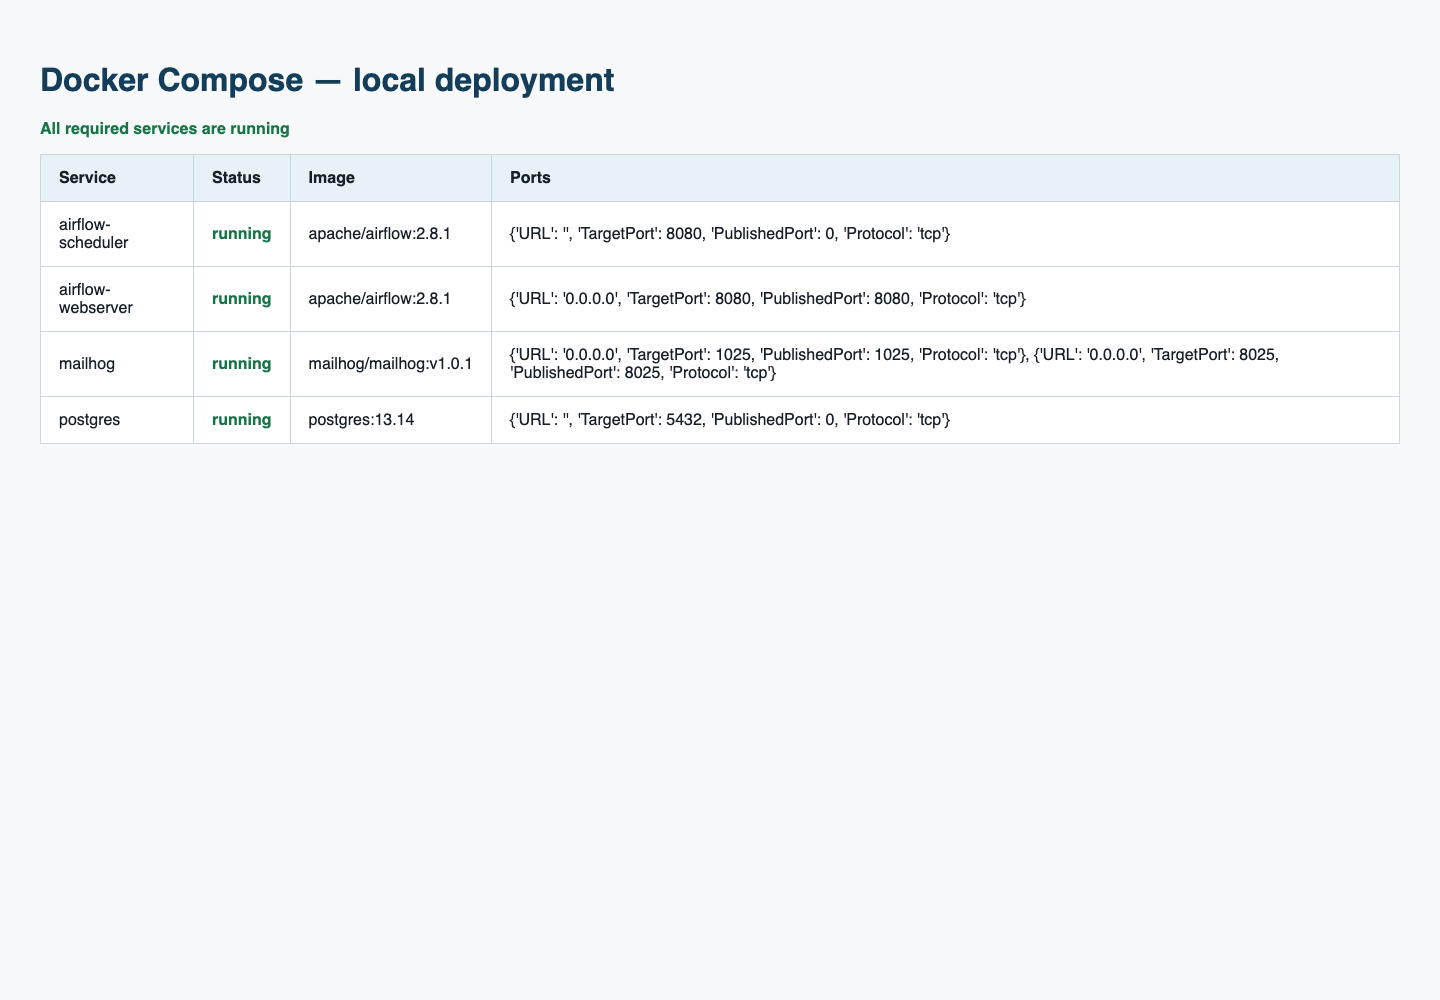 Docker Compose — local deployment
All required services are running
Service Status Image Ports
airflow-
scheduler
running apache/airflow:2.8.1 {'URL': '', 'TargetPort': 8080, 'PublishedPort': 0, 'Protocol': 'tcp'}
airflow-
webserver
running apache/airflow:2.8.1 {'URL': '0.0.0.0', 'TargetPort': 8080, 'PublishedPort': 8080, 'Protocol': 'tcp'}
mailhog running mailhog/mailhog:v1.0.1 {'URL': '0.0.0.0', 'TargetPort': 1025, 'PublishedPort': 1025, 'Protocol': 'tcp'}, {'URL': '0.0.0.0', 'TargetPort': 8025,
'PublishedPort': 8025, 'Protocol': 'tcp'}
postgres running postgres:13.14 {'URL': '', 'TargetPort': 5432, 'PublishedPort': 0, 'Protocol': 'tcp'}